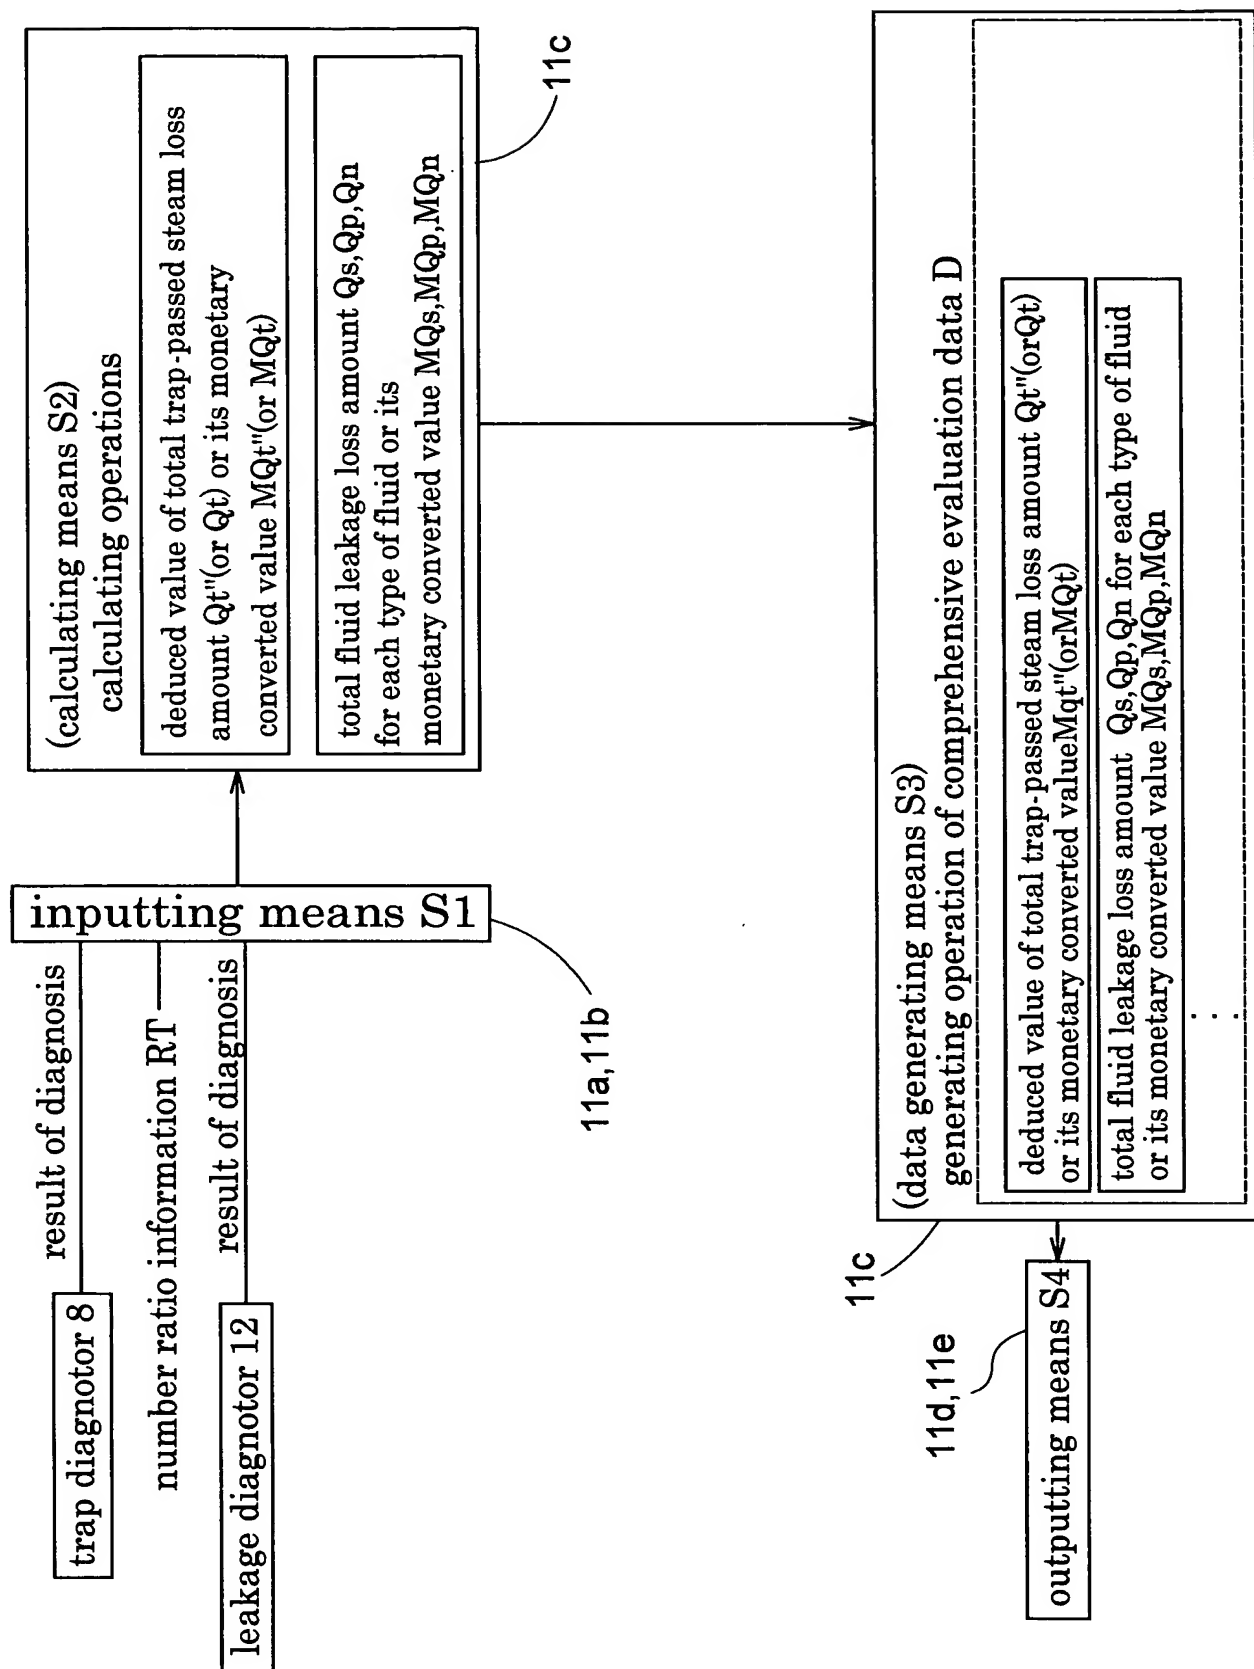 trap diagnotor 8
result of diagnosis
number ratio information RT
leakage diagnotor 12
result of diagnosis
inputting means S1
11a,11b
(calculating means S2)
calculating operations
deduced value of total trap-passed steam loss
amount Qt"(or Qt) or its monetary
converted value MQt"(or MQt)
total fluid leakage loss amount Qs,Qp,Qn
for each type of fluid or its
monetary converted value MQs,MQp,MQn
11c
(data generating means S3)
generating operation of comprehensive evaluation data D
deduced value of total trap-passed steam loss amount Qt"(orQt)
or its monetary converted valueMqt"(orMQt)
total fluid leakage loss amount Qs,Qp,Qn for each type of fluid
or its monetary converted value MQs,MQp,MQn
. . .
11c
outputting means S4
11d,11e